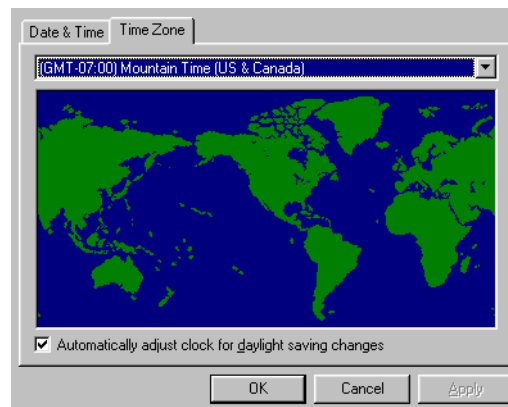 Date & Time Time Zone
(GMT-07:00) Mountain Time (US & Canada)
Automatically adjust clock for daylight saving changes
OK Cancel Apply